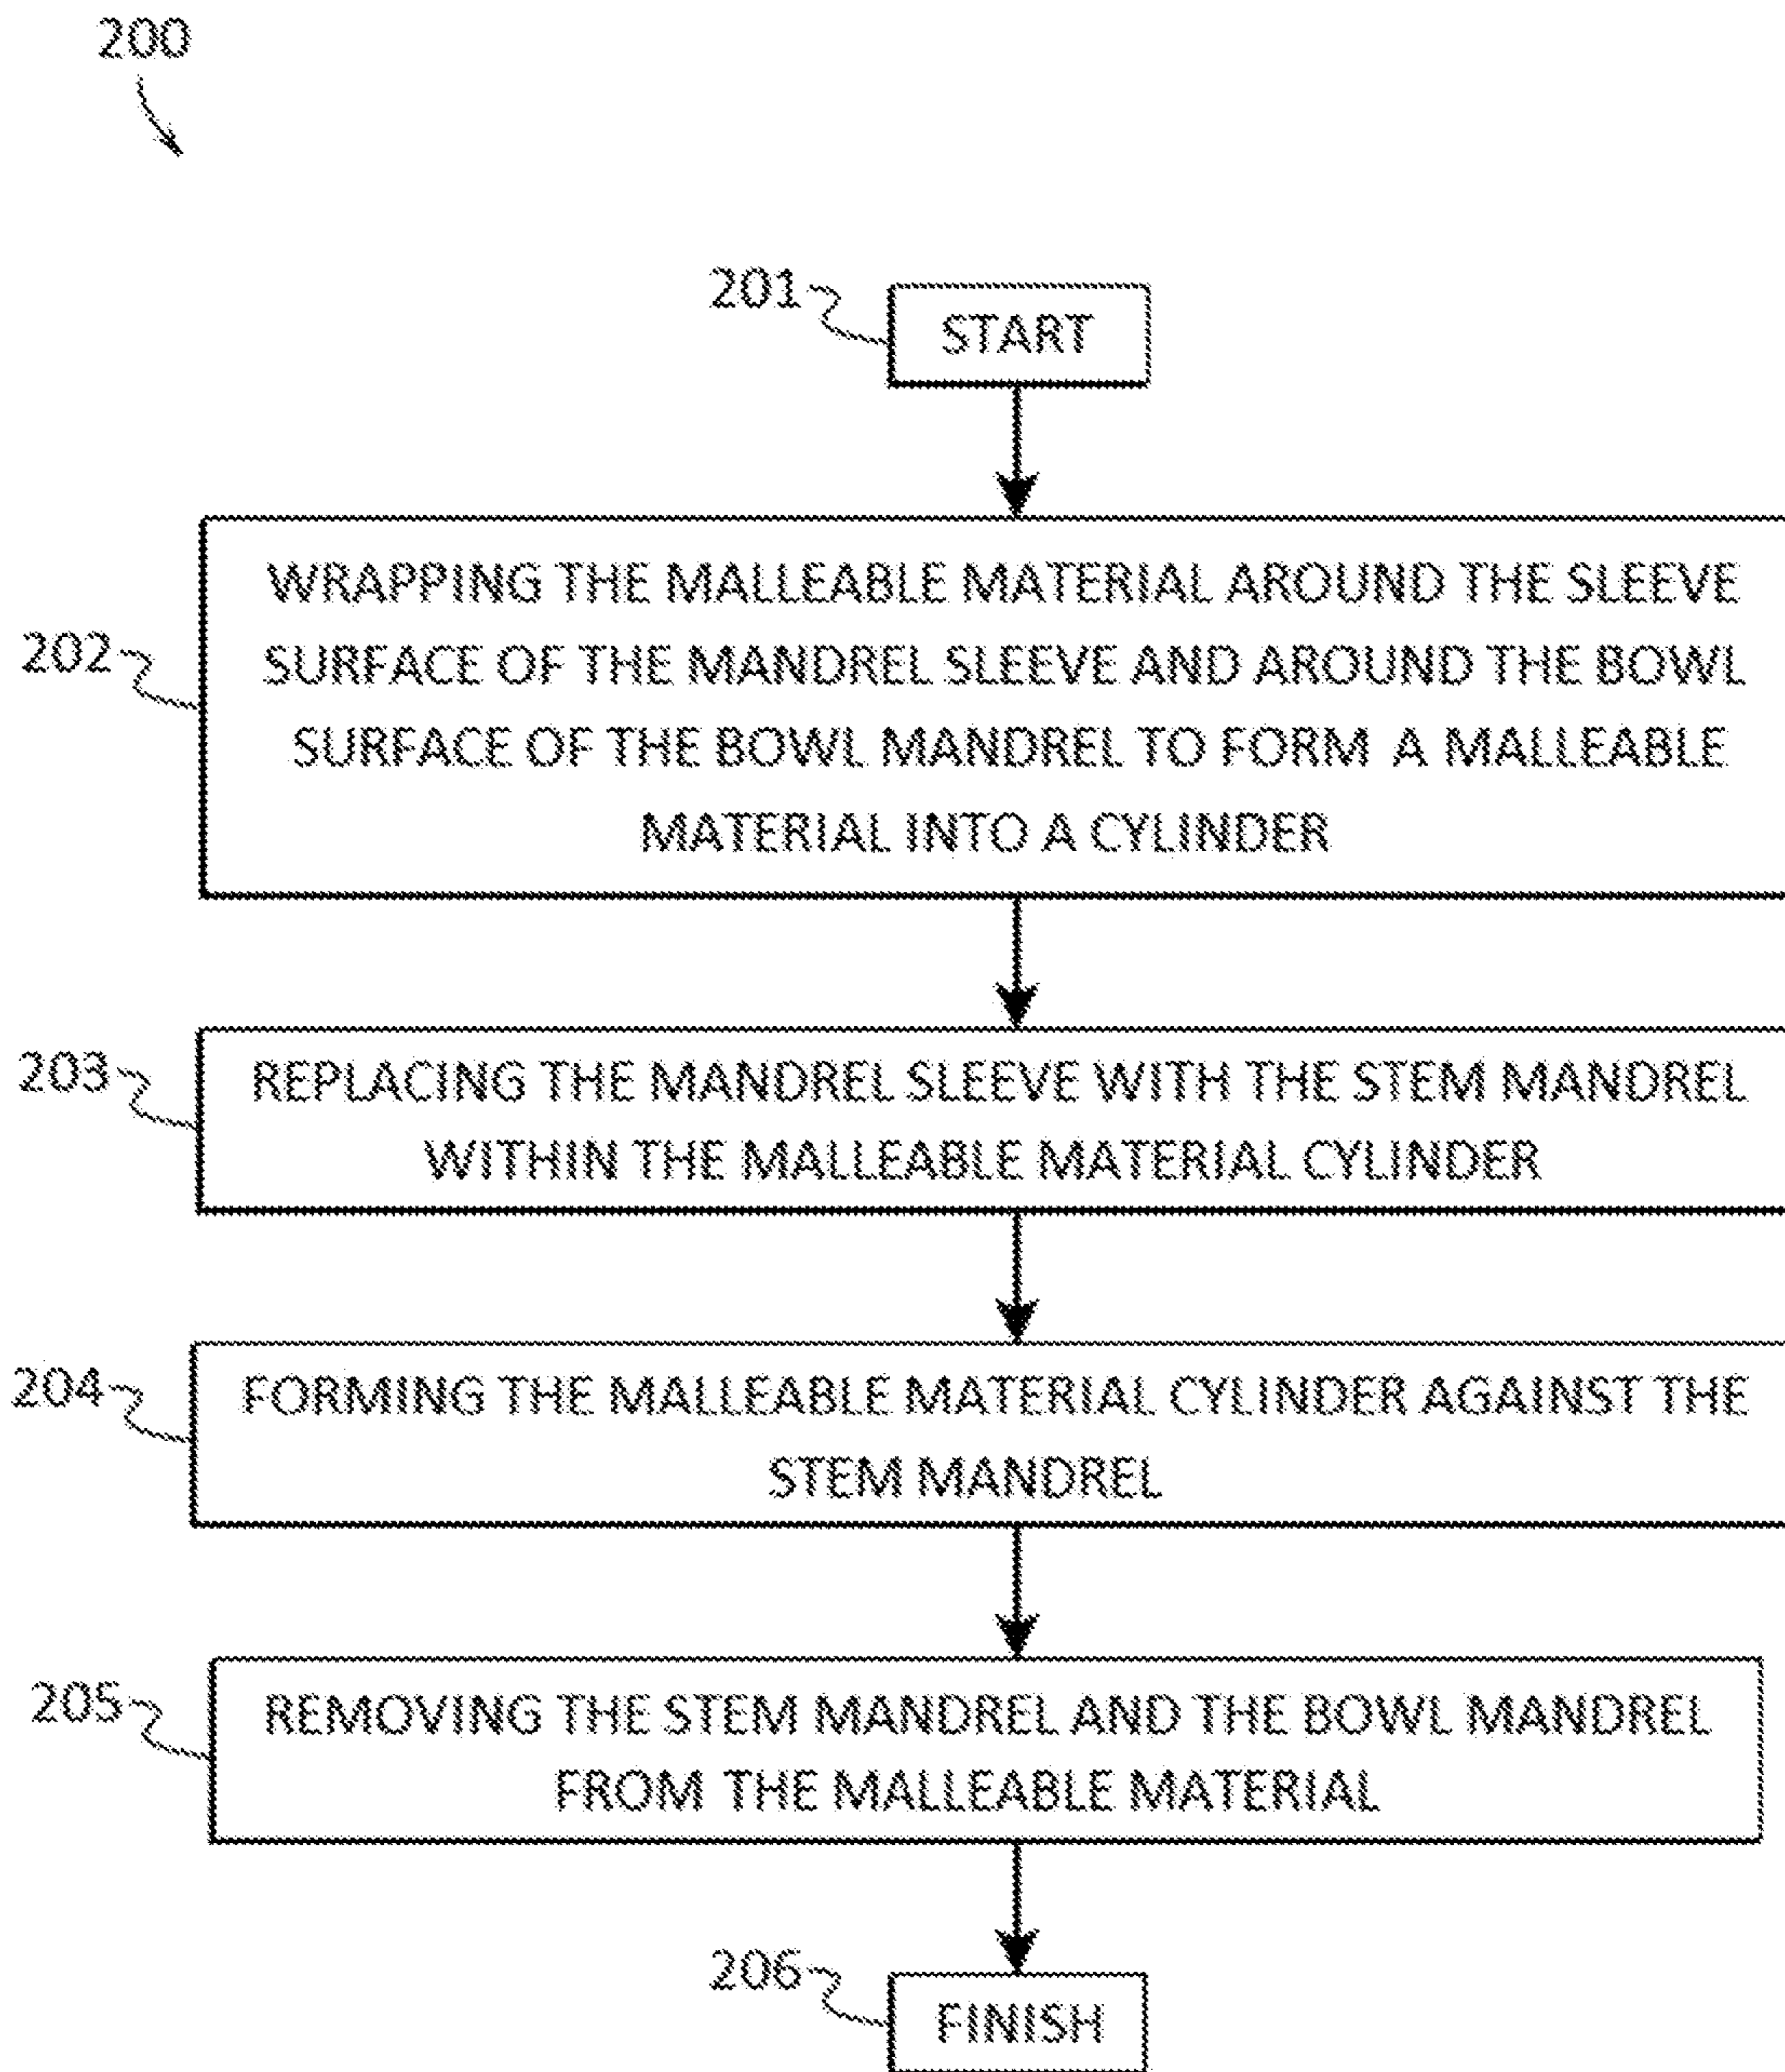 200
201
START
202
WRAPPING THE MALLEABLE MATERIAL AROUND THE SLEEVE
SURFACE OF THE MANDREL SLEEVE AND AROUND THE BOWL
SURFACE OF THE BOWL MANDREL TO FORM A MALLEABLE
MATERIAL INTO A CYLINDER
203
REPLACING THE MANDREL SLEEVE WITH THE STEM MANDREL
WITHIN THE MALLEABLE MATERIAL CYLINDER
204
FORMING THE MALLEABLE MATERIAL CYLINDER AGAINST THE
STEM MANDREL
205
REMOVING THE STEM MANDREL AND THE BOWL MANDREL
FROM THE MALLEABLE MATERIAL
206
FINISH